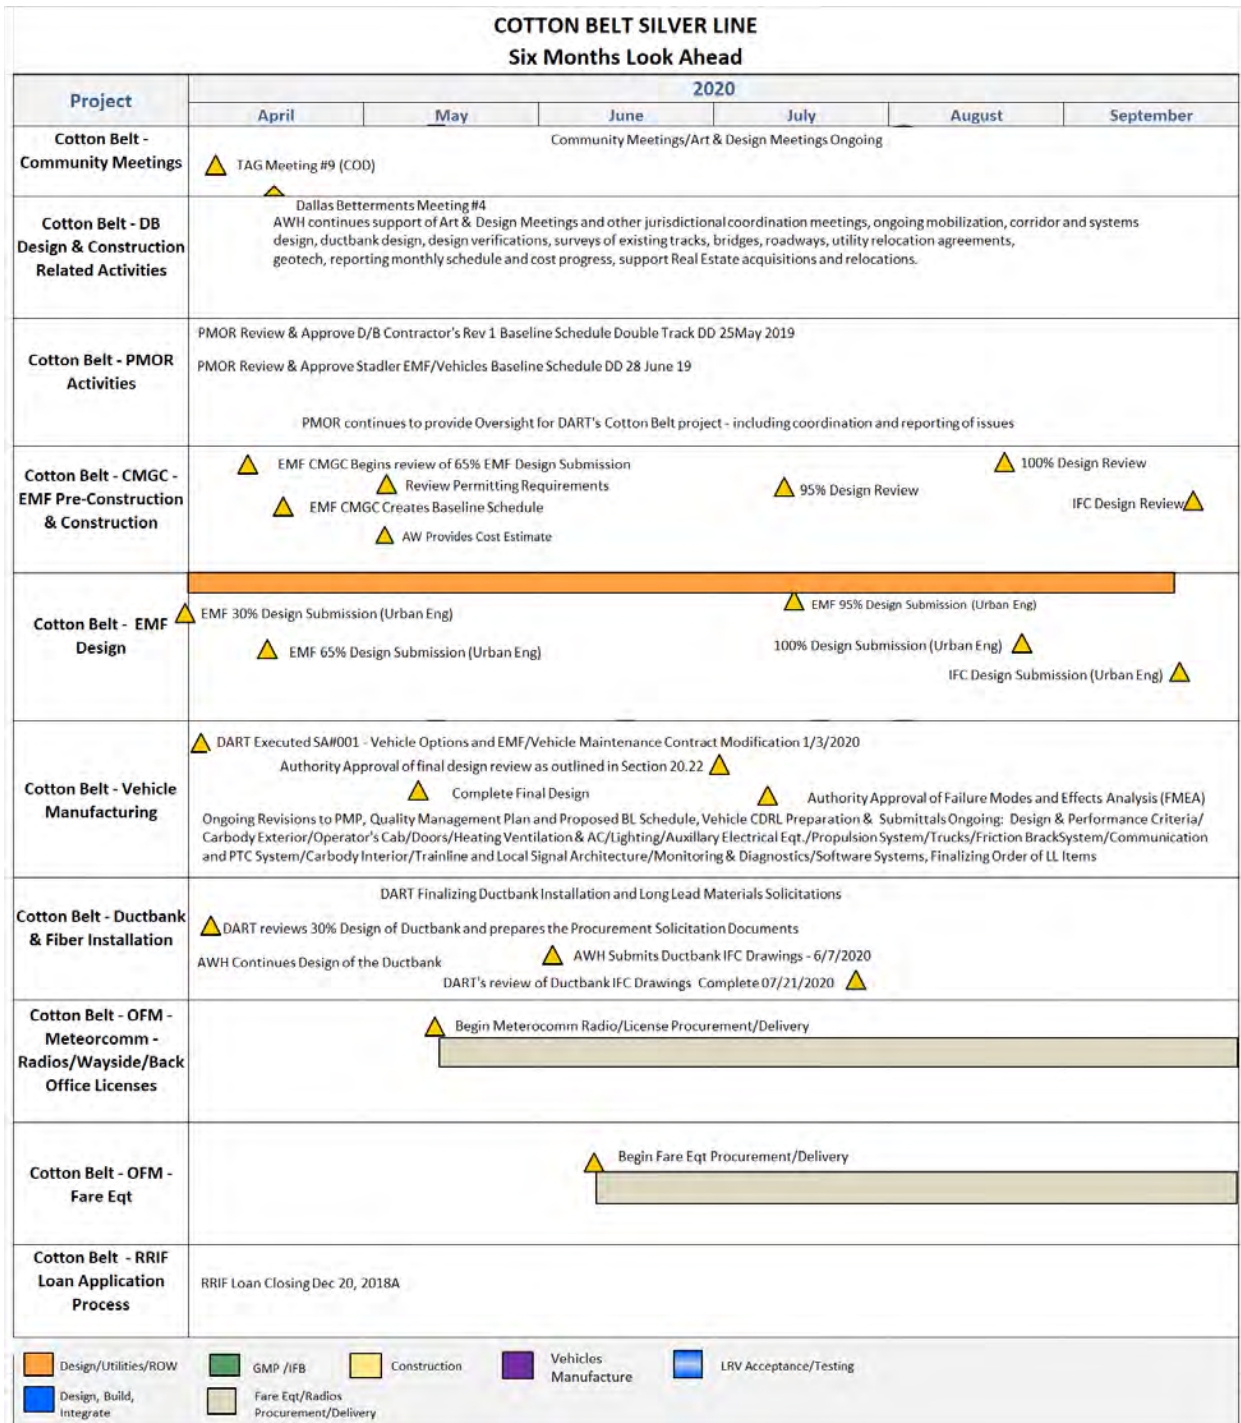 COTTON BELT SILVER LINE
Six Months Look Ahead
Project
2020
April
May
June
July
August
September
Cotton Belt -
Community Meetings
Community Meetings/Art & Design Meetings Ongoing
TAG Meeting #9 (COD)
Dallas Betterments Meeting #4
Cotton Belt - DB
Design & Construction
Related Activities
AWH continues support of Art & Design Meetings and other jurisdictional coordination meetings, ongoing mobilization, corridor and systems
design, ductbank design, design verifications, surveys of existing tracks, bridges, roadways, utility relocation agreements,
geotech, reporting monthly schedule and cost progress, support Real Estate acquisitions and relocations.
Cotton Belt - PMOR
Activities
PMOR Review & Approve D/B Contractor's Rev 1 Baseline Schedule Double Track DD 25May 2019
PMOR Review & Approve Stadler EMF/Vehicles Baseline Schedule DD 28 June 19
PMOR continues to provide Oversight for DART's Cotton Belt project - including coordination and reporting of issues
Cotton Belt - CMGC -
EMF Pre-Construction
& Construction
EMF CMGC Begins review of 65% EMF Design Submission
100% Design Review
Review Permitting Requirements
95% Design Review
EMF CMGC Creates Baseline Schedule
IFC Design Review
AW Provides Cost Estimate
Cotton Belt - EMF
Design
EMF 30% Design Submission (Urban Eng)
EMF 95% Design Submission (Urban Eng)
EMF 65% Design Submission (Urban Eng)
100% Design Submission (Urban Eng)
IFC Design Submission (Urban Eng)
Cotton Belt - Vehicle
Manufacturing
DART Executed SA#001 - Vehicle Options and EMF/Vehicle Maintenance Contract Modification 1/3/2020
Authority Approval of final design review as outlined in Section 20.22
Complete Final Design
Authority Approval of Failure Modes and Effects Analysis (FMEA)
Ongoing Revisions to PMP, Quality Management Plan and Proposed BL Schedule, Vehicle CDRL Preparation & Submittals Ongoing: Design & Performance Criteria/
Carbody Exterior/Operator's Cab/Doors/Heating Ventilation & AC/Lighting/Auxillary Electrical Eqt./Propulsion System/Trucks/Friction BrackSystem/Communication
and PTC System/Carbody Interior/Trainline and Local Signal Architecture/Monitoring & Diagnostics/Software Systems, Finalizing Order of LL Items
Cotton Belt - Ductbank
& Fiber Installation
DART Finalizing Ductbank Installation and Long Lead Materials Solicitations
DART reviews 30% Design of Ductbank and prepares the Procurement Solicitation Documents
AWH Continues Design of the Ductbank
AWH Submits Ductbank IFC Drawings - 6/7/2020
DART's review of Ductbank IFC Drawings Complete 07/21/2020
Cotton Belt - OFM -
Meteorcomm -
Radios/Wayside/Back
Office Licenses
Begin Meterocomm Radio/License Procurement/Delivery
Cotton Belt - OFM -
Fare Eqt
Begin Fare Eqt Procurement/Delivery
Cotton Belt - RRIF
Loan Application
Process
RRIF Loan Closing Dec 20, 2018A
Design/Utilities/ROW
GMP /IFB
Construction
Vehicles
Manufacture
LRV Acceptance/Testing
Design, Build,
Integrate
Fare Eqt/Radios
Procurement/Delivery